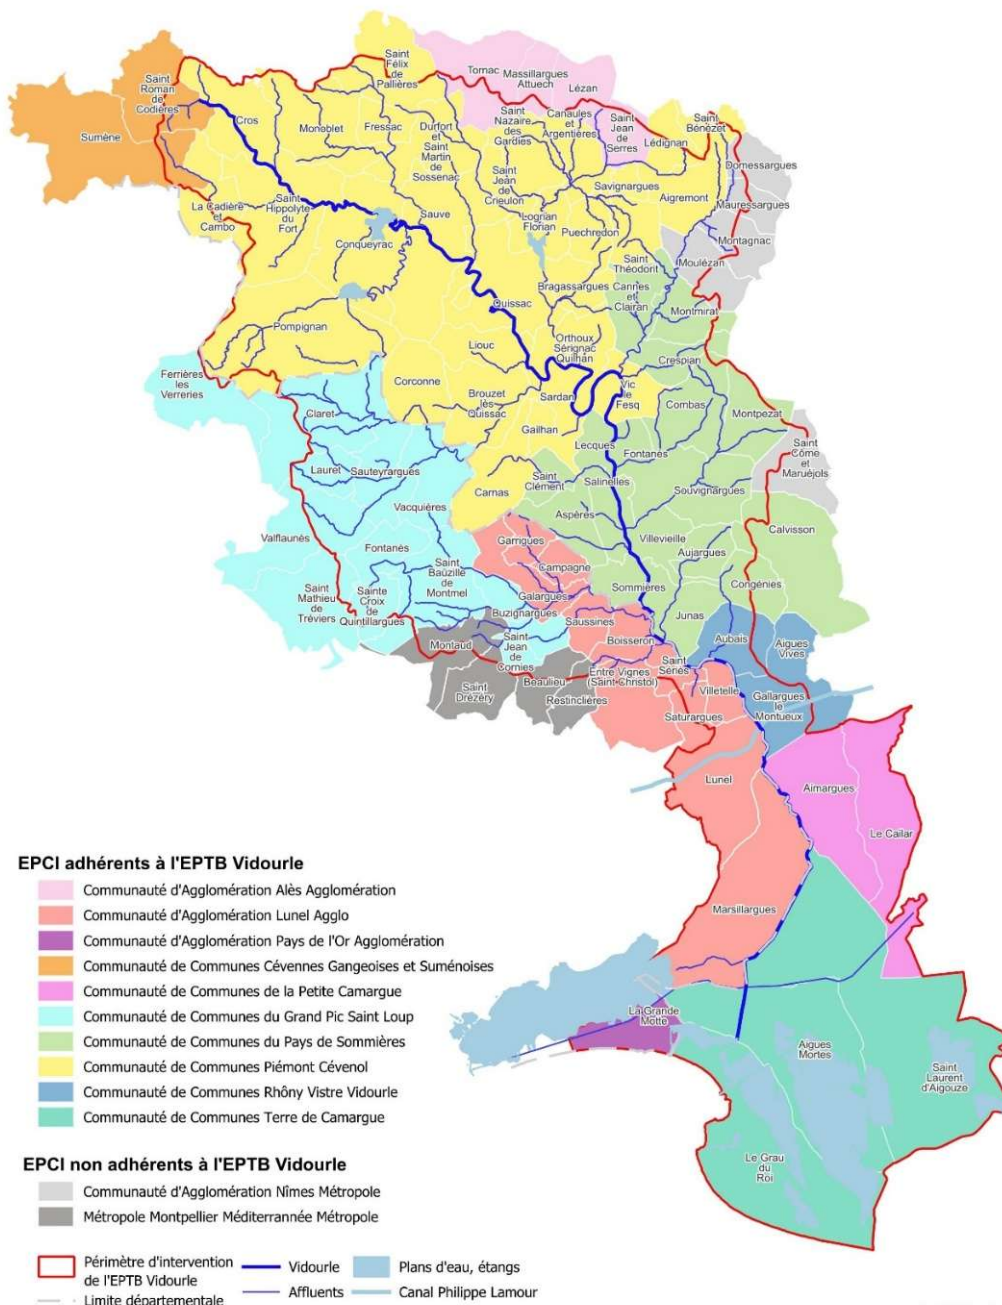 Saint
Félix
de
Pallières
Tornac
Massillargues
Attuech
Lézan
Saint
Roman
de
Codières
Sumène
Cros
Monoblet
Fressac
Durfort et
Saint
Martin
de
Sossenac
Saint
Nazaire
des
Gardies
Canaules
et
Argentières
Saint
Jean
de
Serres
Lédignan
Saint
Bénézet
Domessargues
Mauressargues
Montagnac
Moulézan
Savignargues
Aigremont
Saint
Jean
de
Crieulon
La Cadière
et
Cambo
Saint
Hippolyte
du
Fort
Sauve
Conqueyrac
Logrian
Florian
Puechredon
Saint
Théodorit
Cannes
et
Clairan
Bragassargues
Quissac
Montmirat
Pompignan
Liouc
Orthoux
Sérignac
Quilhan
Crespian
Ferrières
les
Verreries
Corconne
Brouzet
lès
Quissac
Sardan
Vic
le
Fesq
Combas
Montpezat
Claret
Gailhan
Lecques
Fontanès
Saint
Côme
et
Maruéjols
Lauret
Sauteyrargues
Carnas
Saint
Clément
Salinelles
Souvignargues
Vacquières
Aspères
Calvisson
Valflaunès
Fontanès
Garrigues
Villevieille
Aujargues
Saint
Baûzille
de
Montmel
Campagne
Sommières
Congénies
Saint
Mathieu
de
Tréviers
Sainte
Croix
de
Quintillargues
Galargues
Buzignargues
Saussines
Junas
Boisseron
Aubais
Aigues
Vives
Montaud
Saint
Jean
de
Cornies
Saint
Sériès
Saint
Drézéry
Beaulieu
Restinclières
Entre Vignes
(Saint Christol)
Villetelle
Gallargues
le
Montueux
Saturargues
Lunel
Aimargues
Le Cailar
Marsillargues
La Grande
Motte
Aigues
Mortes
Saint
Laurent
d'Aigouze
Le Grau
du
Roi
EPCI adhérents à l'EPTB Vidourle
Communauté d'Agglomération Alès Agglomération
Communauté d'Agglomération Lunel Agglo
Communauté d'Agglomération Pays de l'Or Agglomération
Communauté de Communes Cévennes Gangeoises et Suménoises
Communauté de Communes de la Petite Camargue
Communauté de Communes du Grand Pic Saint Loup
Communauté de Communes du Pays de Sommières
Communauté de Communes Piémont Cévenol
Communauté de Communes Rhôny Vistre Vidourle
Communauté de Communes Terre de Camargue
EPCI non adhérents à l'EPTB Vidourle
Communauté d'Agglomération Nîmes Métropole
Métropole Montpellier Méditerrannée Métropole
Périmètre d'intervention
de l'EPTB Vidourle
Limite départementale
Vidourle
Affluents
Plans d'eau, étangs
Canal Philippe Lamour